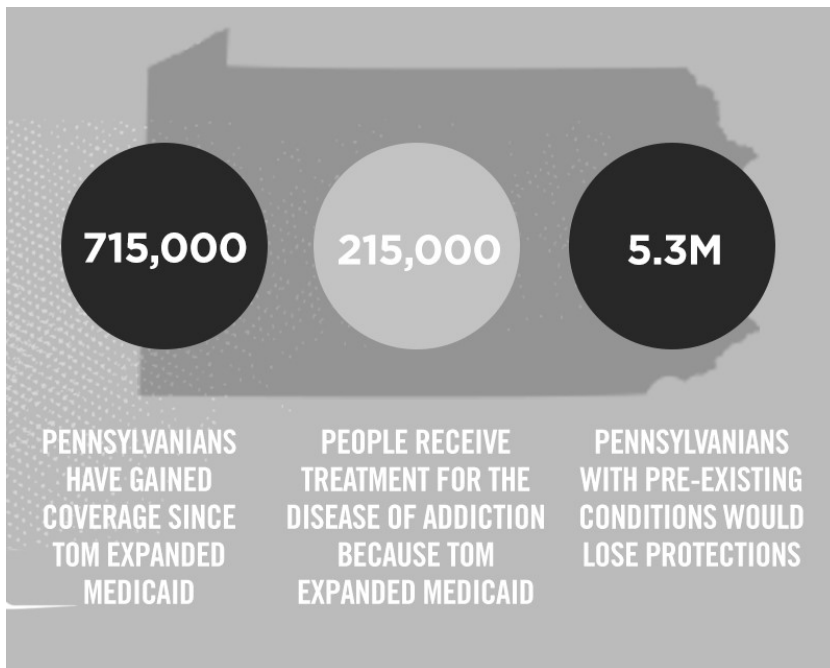 715,000
PENNSYLVANIANS
HAVE GAINED
COVERAGE SINCE
TOM EXPANDED
MEDICAID
215,000
PEOPLE RECEIVE
TREATMENT FOR THE
DISEASE OF ADDICTION
BECAUSE TOM
EXPANDED MEDICAID
5.3M
PENNSYLVANIANS
WITH PRE-EXISTING
CONDITIONS WOULD
LOSE PROTECTIONS